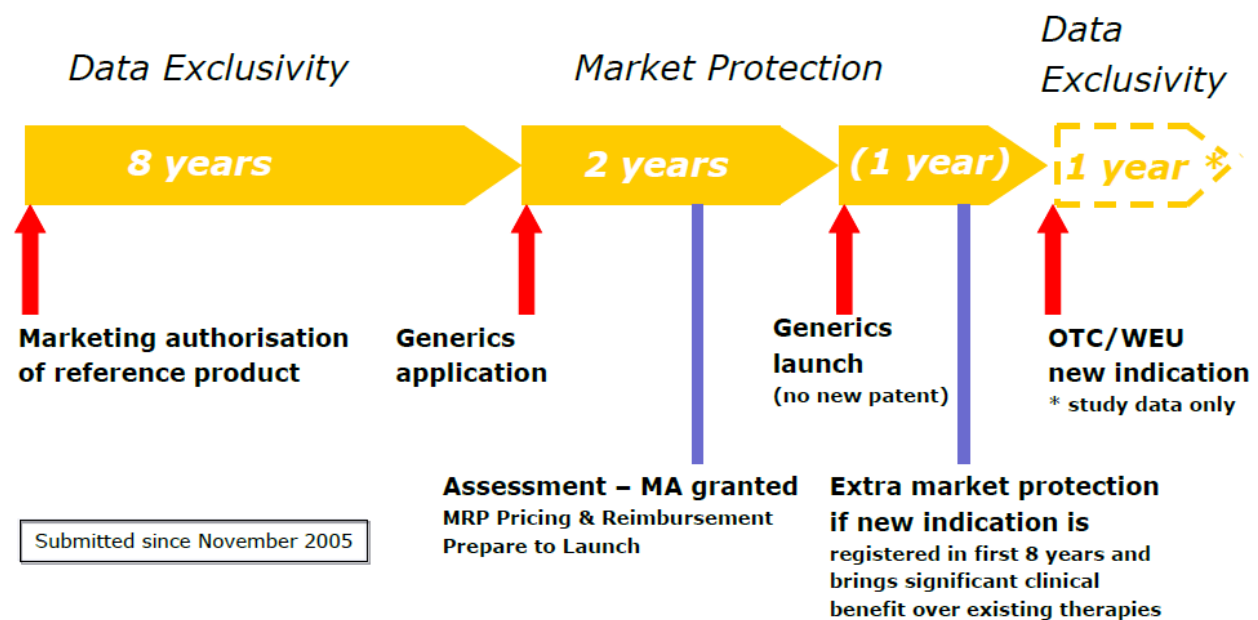 Data Exclusivity
Market Protection
Data
Exclusivity
8 years
2 years
(1 year)
1 year *
Marketing authorisation
of reference product
Generics
application
Generics
launch
(no new patent)
OTC/WEU
new indication
* study data only
Assessment – MA granted
MRP Pricing & Reimbursement
Prepare to Launch
Extra market protection
if new indication is
registered in first 8 years and
brings significant clinical
benefit over existing therapies
Submitted since November 2005